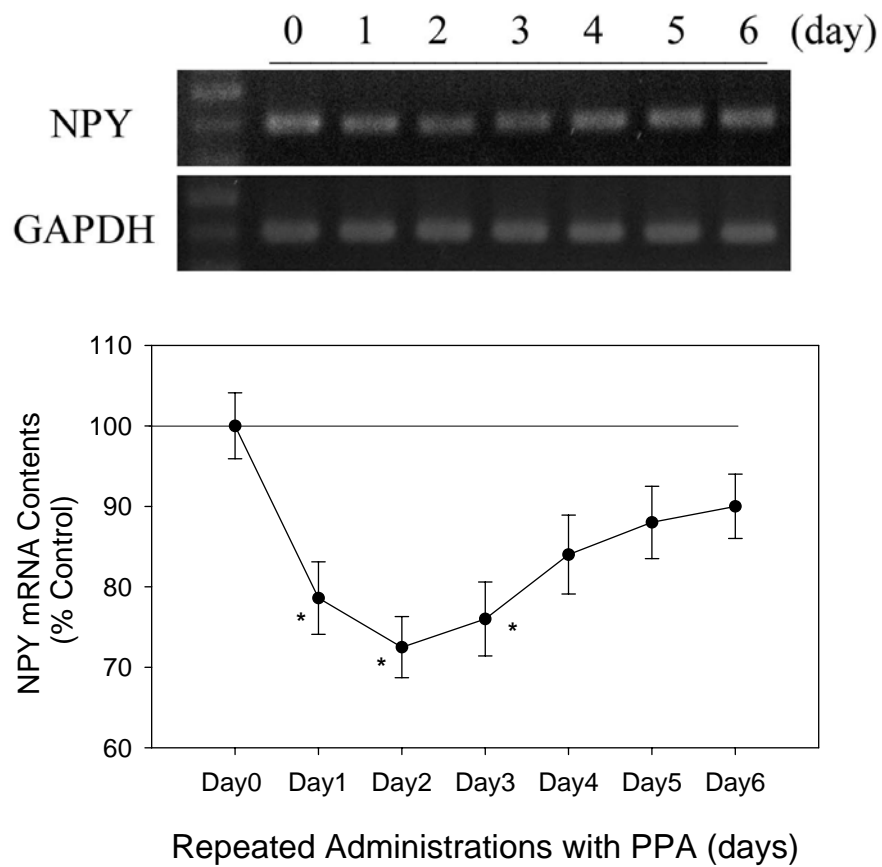 0 1 2 3 4 5 6 (day)
NPY
GAPDH
110
100
90
80
70
60
NPY mRNA Contents
(% Control)
*
*
*
Day0 Day1 Day2 Day3 Day4 Day5 Day6
Repeated Administrations with PPA (days)